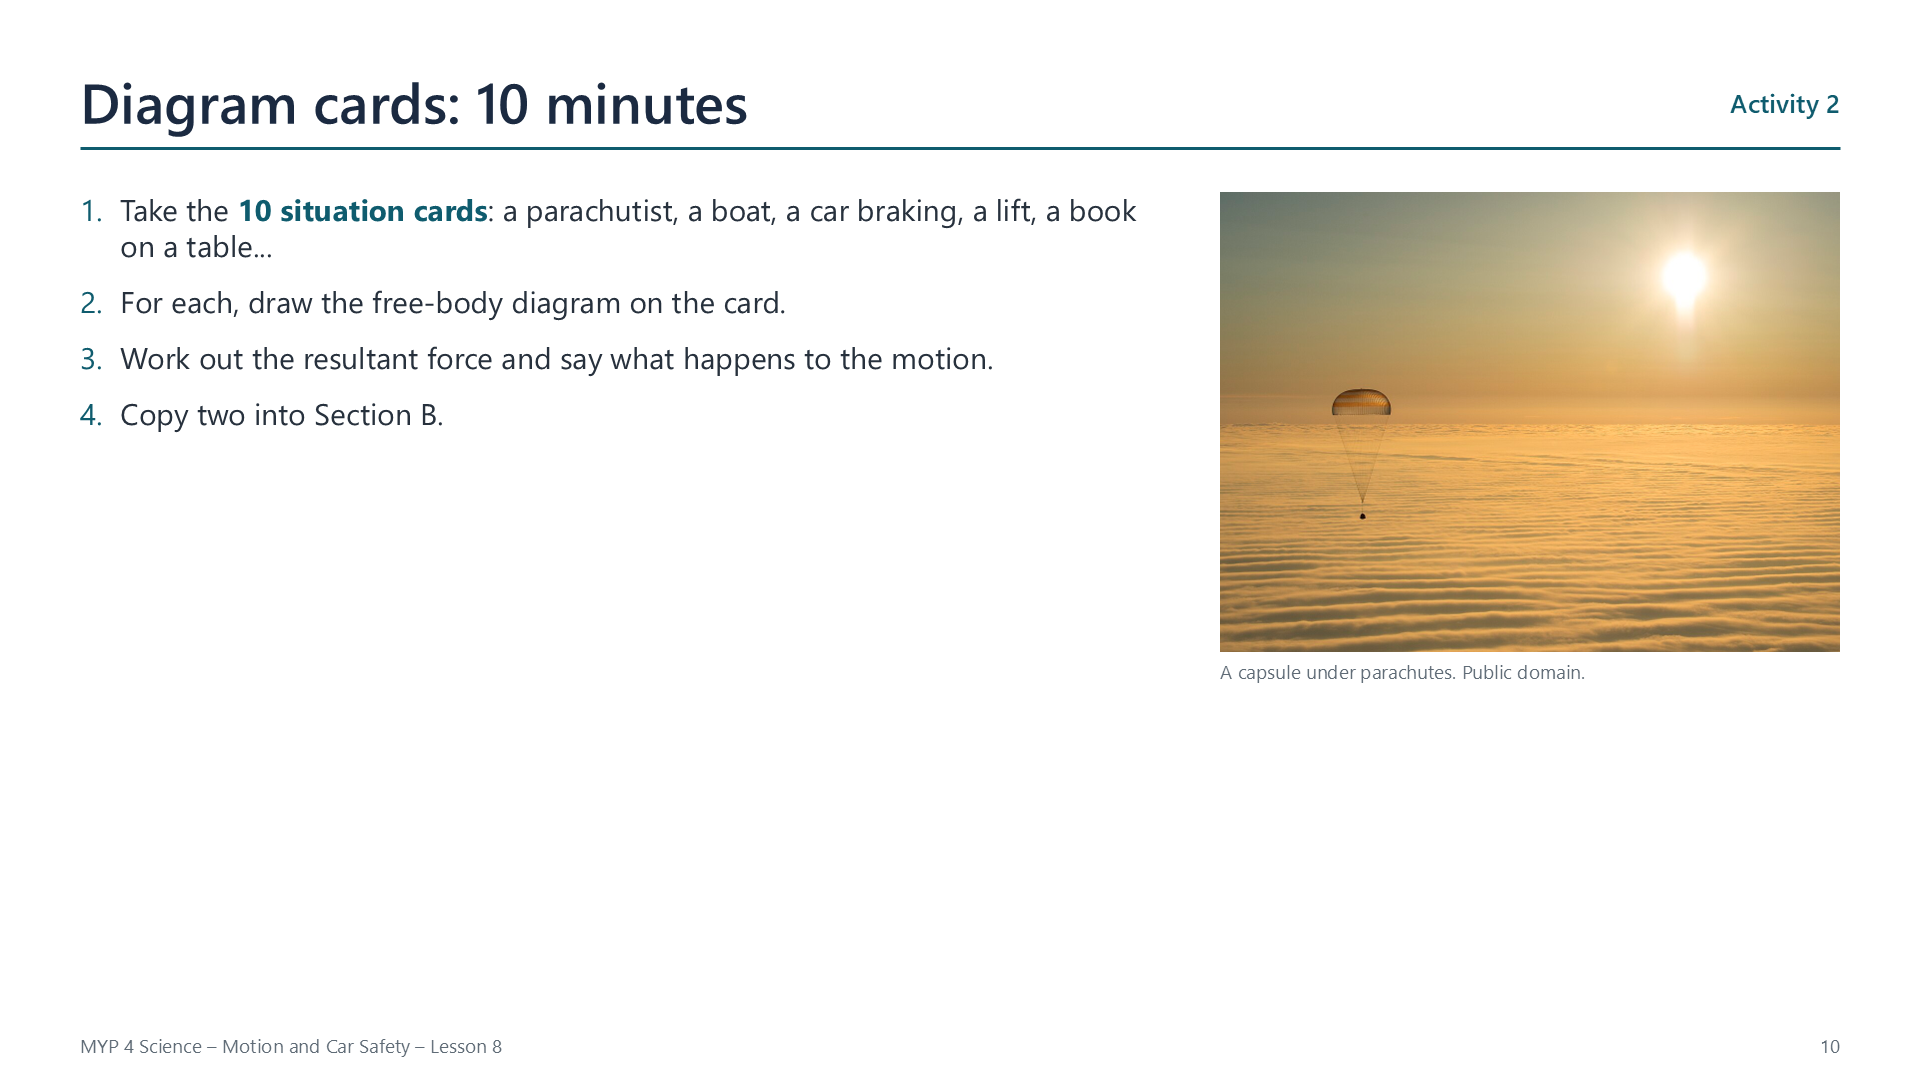 Diagram cards: 10 minutes
Activity 2
1. Take the 10 situation cards: a parachutist, a boat, a car braking, a lift, a book
on a table...
2. For each, draw the free-body diagram on the card.
3. Work out the resultant force and say what happens to the motion.
4. Copy two into Section B.
A capsule under parachutes. Public domain.
MYP 4 Science – Motion and Car Safety – Lesson 8
10